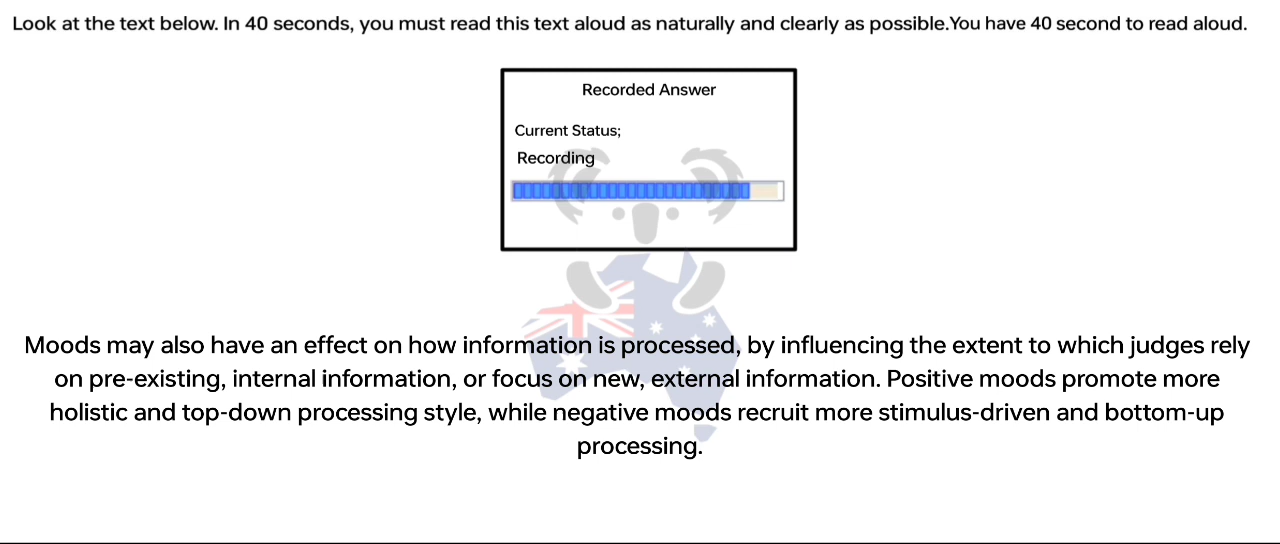 Look at the text below. In 40 seconds, you must read this text aloud as naturally and clearly as possible.You have 40 second to read aloud.
Recorded Answer
Current Status;
Recording
Moods may also have an effect on how information is processed, by influencing the extent to which judges rely
on pre-existing, internal information, or focus on new, external information. Positive moods promote more
holistic and top-down processing style, while negative moods recruit more stimulus-driven and bottom-up
processing.